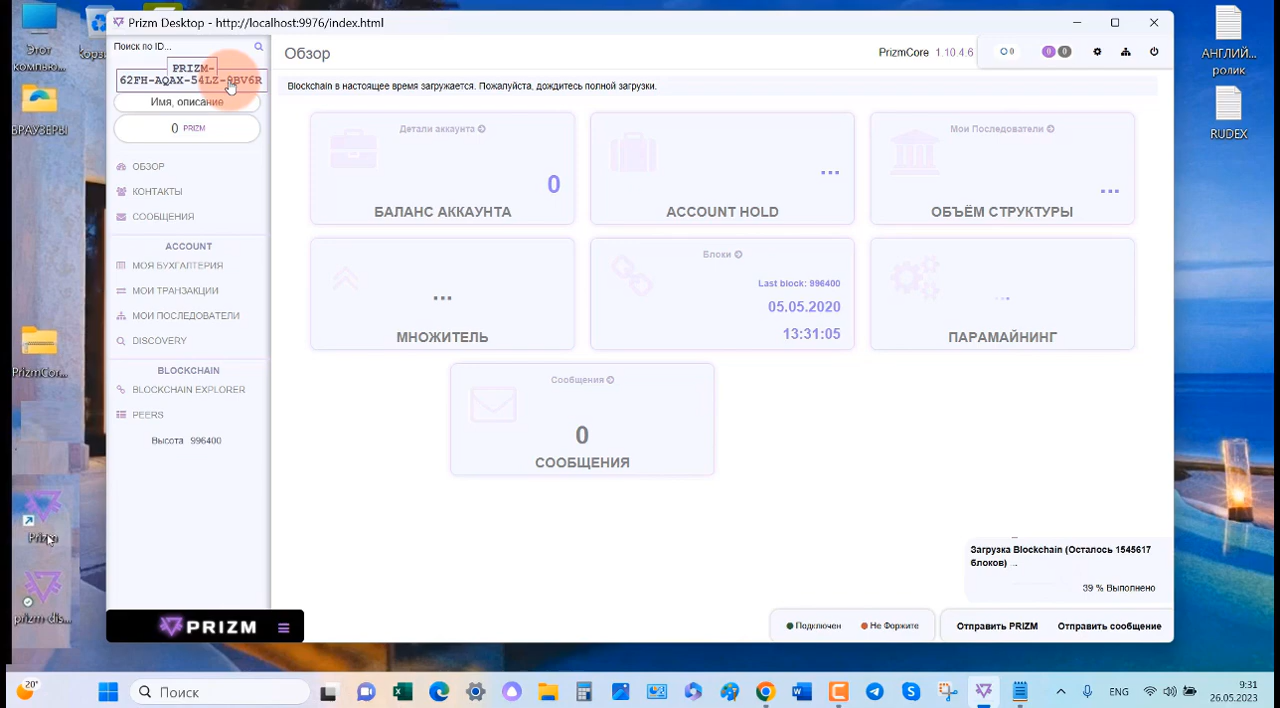 Этот
компью...
корз
БРАУЗЕРЫ
PrizmCor...
Prizm
prizm-dis...
АНГЛИЙ...
ролик
RUDEX
Prizm Desktop - http://localhost:9976/index.html
Поиск по ID...
PRIZM-
62FH-AQAX-54LZ-9BV6R
Имя, описание
0 PRIZM
ОБЗОР
КОНТАКТЫ
СООБЩЕНИЯ
ACCOUNT
МОЯ БУХГАЛТЕРИЯ
МОИ ТРАНЗАКЦИИ
МОИ ПОСЛЕДОВАТЕЛИ
DISCOVERY
BLOCKCHAIN
BLOCKCHAIN EXPLORER
PEERS
Высота 996400
PRIZM
Обзор
PrizmCore 1.10.4.6
0
0 0
Blockchain в настоящее время загружается. Пожалуйста, дождитесь полной загрузки.
Детали аккаунта
0
БАЛАНС АККАУНТА
...
ACCOUNT HOLD
Мои Последователи
...
ОБЪЁМ СТРУКТУРЫ
...
МНОЖИТЕЛЬ
Блоки
Last block: 996400
05.05.2020
13:31:05
...
ПАРАМАЙНИНГ
Сообщения
0
СООБЩЕНИЯ
Загрузка Blockchain (Осталось 1545617
блоков) ...
39 % Выполнено
Подключен
Не Форжите
Отправить PRIZM
Отправить сообщение
20°
Поиск
ENG
9:31
26.05.2023